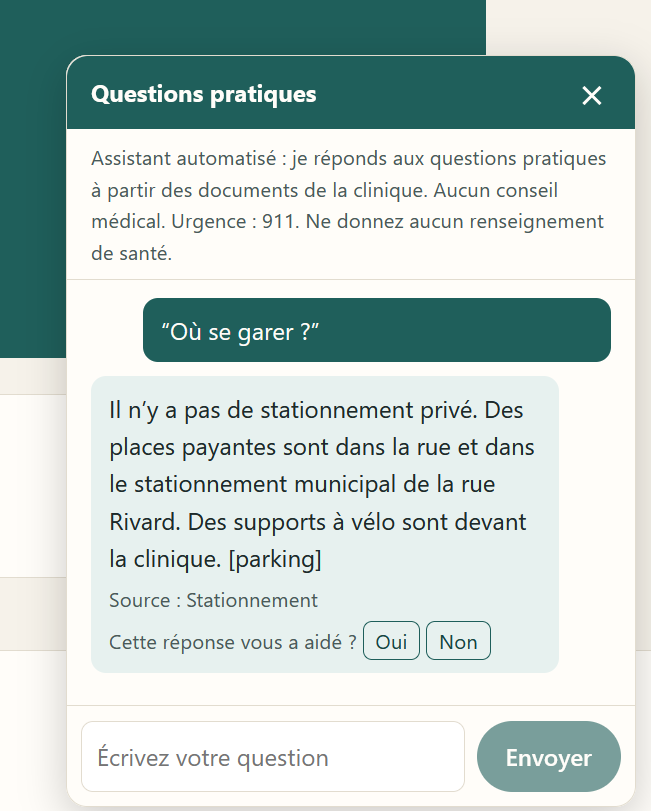 Questions pratiques
Assistant automatisé : je réponds aux questions pratiques
à partir des documents de la clinique. Aucun conseil
médical. Urgence : 911. Ne donnez aucun renseignement
de santé.
“Où se garer ?”
Il n’y a pas de stationnement privé. Des
places payantes sont dans la rue et dans
le stationnement municipal de la rue
Rivard. Des supports à vélo sont devant
la clinique. [parking]
Source : Stationnement
Cette réponse vous a aidé ? Oui Non
Écrivez votre question
Envoyer